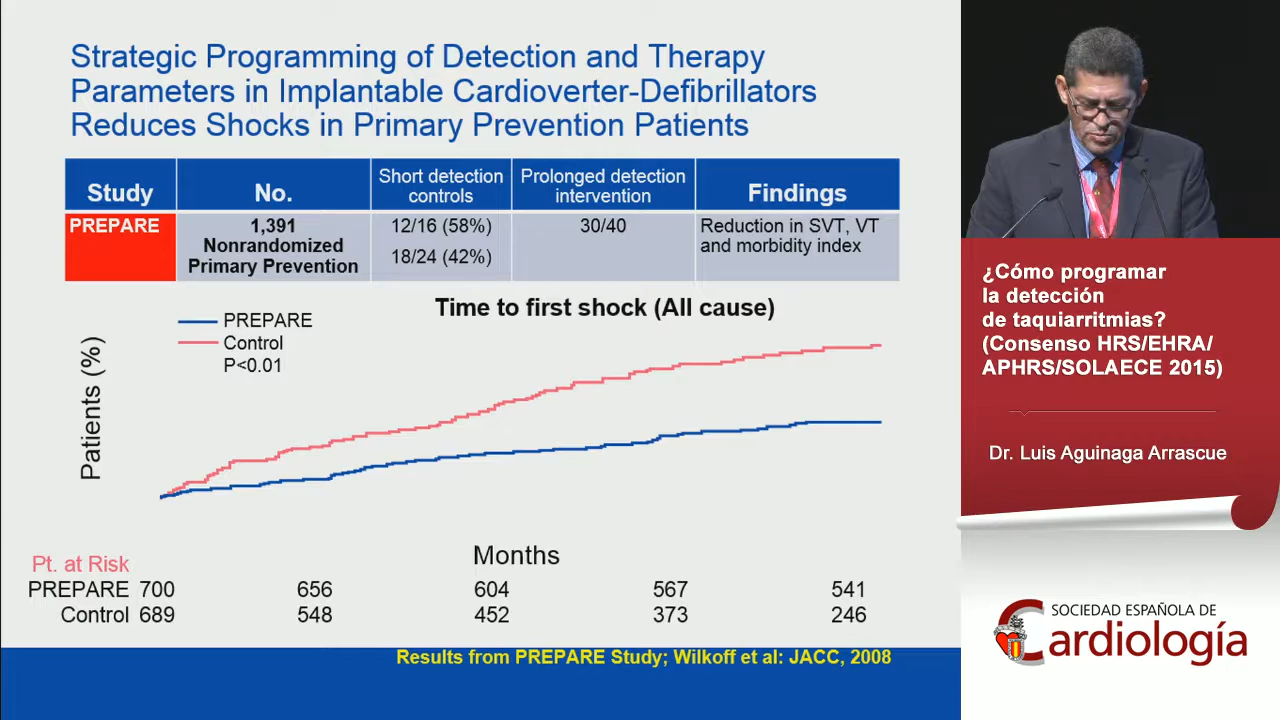 Strategic Programming of Detection and Therapy
Parameters in Implantable Cardioverter-Defibrillators
Reduces Shocks in Primary Prevention Patients
Study
No.
Short detection
controls
Prolonged detection
intervention
Findings
PREPARE
1,391
Nonrandomized
Primary Prevention
12/16 (58%)
18/24 (42%)
30/40
Reduction in SVT, VT
and morbidity index
Time to first shock (All cause)
PREPARE
Control
P<0.01
Patients (%)
Months
Pt. at Risk
PREPARE 700 656 604 567 541
Control 689 548 452 373 246
Results from PREPARE Study; Wilkoff et al: JACC, 2008
¿Cómo programar
la detección
de taquiarritmias?
(Consenso HRS/EHRA/
APHRS/SOLAECE 2015)
Dr. Luis Aguinaga Arrascue
SOCIEDAD ESPAÑOLA DE
Cardiología